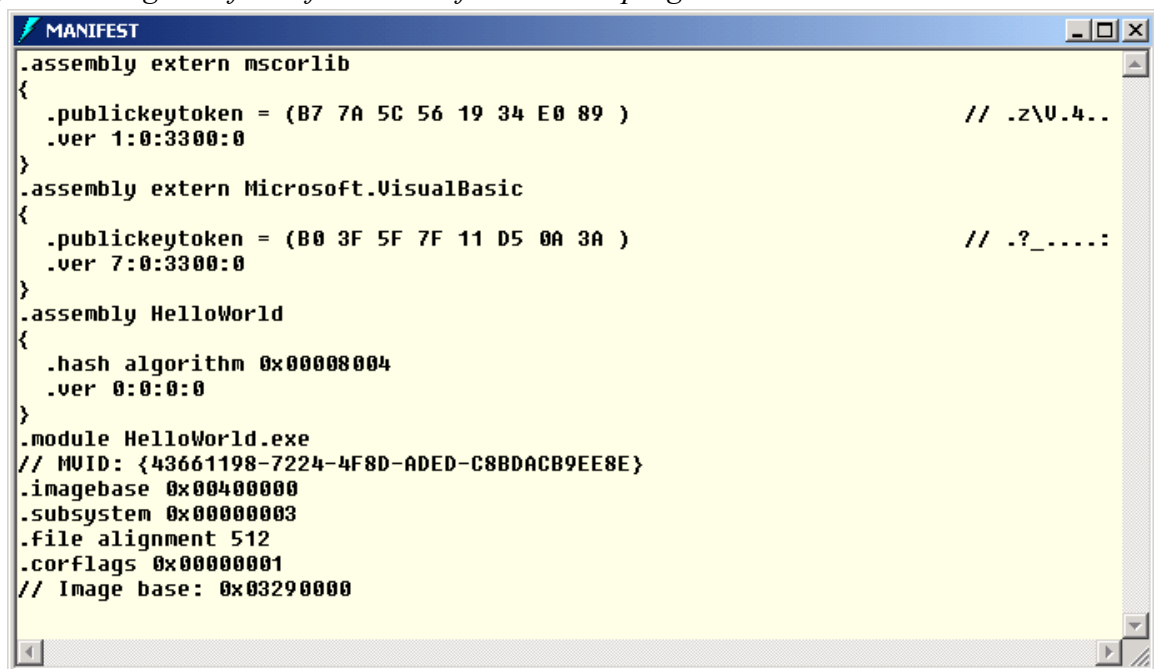 MANIFEST
.assembly extern mscorlib
{
  .publickeytoken = (B7 7A 5C 56 19 34 E0 89 ) // .z\V.4..
  .ver 1:0:3300:0
}
.assembly extern Microsoft.VisualBasic
{
  .publickeytoken = (B0 3F 5F 7F 11 D5 0A 3A ) // .?_....:
  .ver 7:0:3300:0
}
.assembly HelloWorld
{
  .hash algorithm 0x00008004
  .ver 0:0:0:0
}
.module HelloWorld.exe
// MVID: {43661198-7224-4F8D-ADED-C8BDACB9EE8E}
.imagebase 0x00400000
.subsystem 0x00000003
.file alignment 512
.corflags 0x00000001
// Image base: 0x03290000